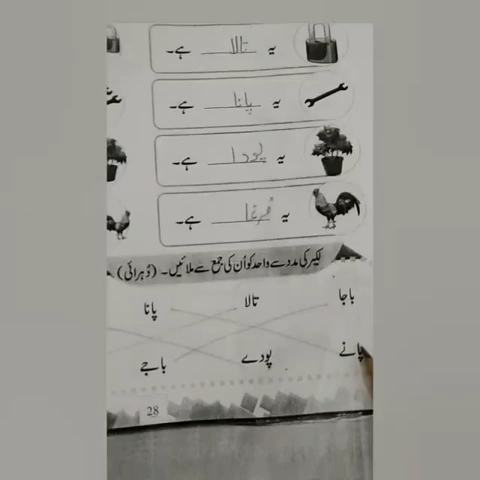 یہ تالا ہے۔
یہ پانا ہے۔
یہ پودا ہے۔
یہ مرغا ہے۔
لکیر کی مدد سے واحد کو اُن کی جمع سے ملائیں۔ (دُہرائی)
باجا تالا پانا
پانے پودے باجے
28